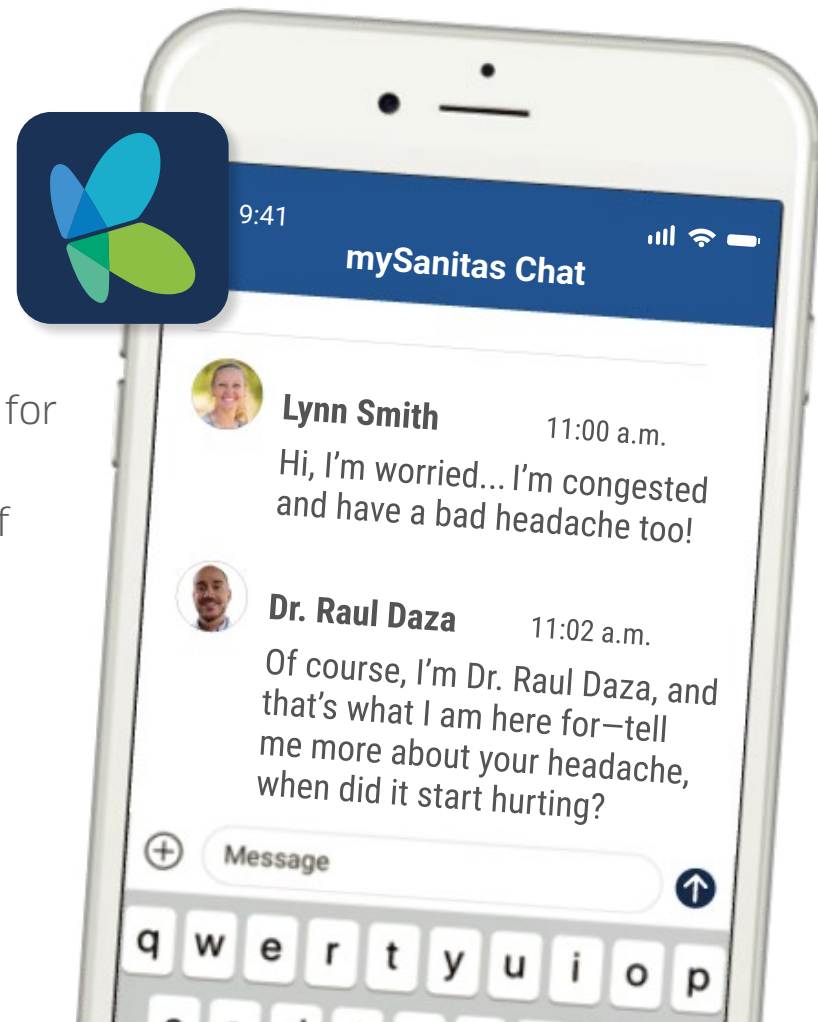 9:41
mySanitas Chat
for
f
Lynn Smith 11:00 a.m.
Hi, I'm worried... I'm congested
and have a bad headache too!
Dr. Raul Daza 11:02 a.m.
Of course, I'm Dr. Raul Daza, and
that's what I am here for—tell
me more about your headache,
when did it start hurting?
Message
q w e r t y u i o p